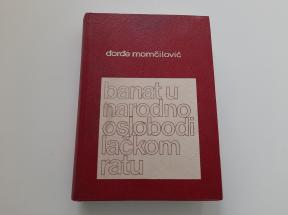 đorđe momčilović
banat u
narodno
oslobodi
lačkom
ratu